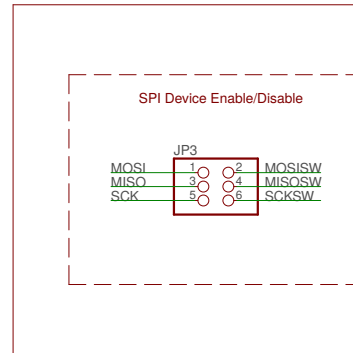 SPI Device Enable/Disable
JP3
MOSI 1 2 MOSISW
MISO 3 4 MISOSW
SCK 5 6 SCKSW